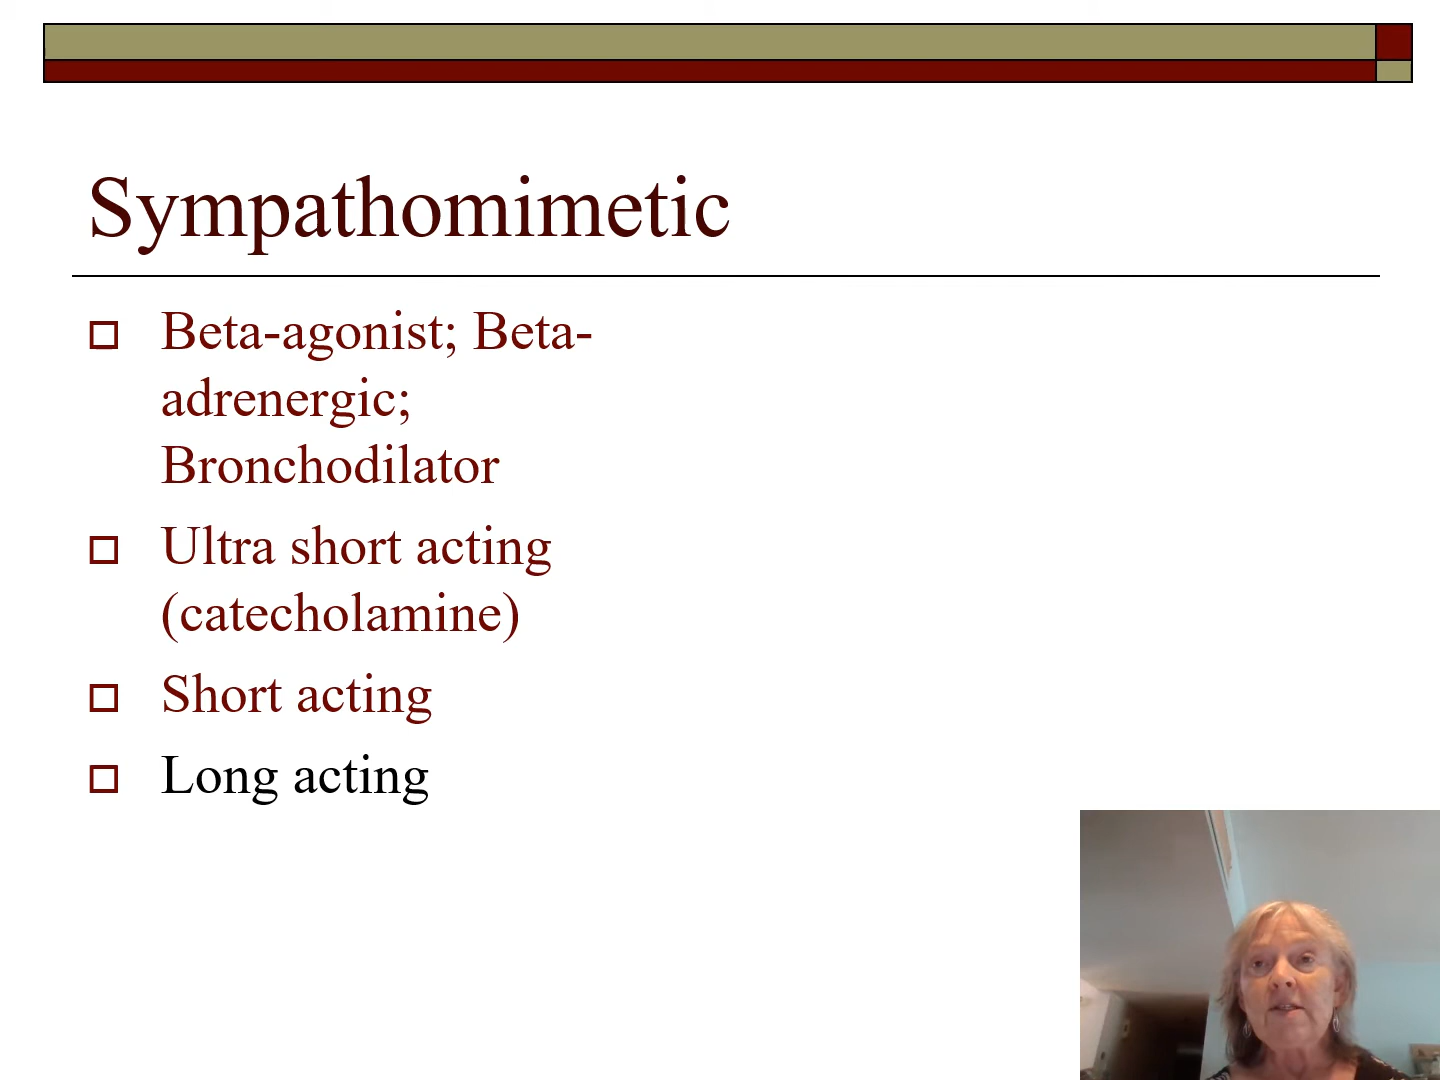 Sympathomimetic
Beta-agonist; Beta-
adrenergic;
Bronchodilator
Ultra short acting
(catecholamine)
Short acting
Long acting